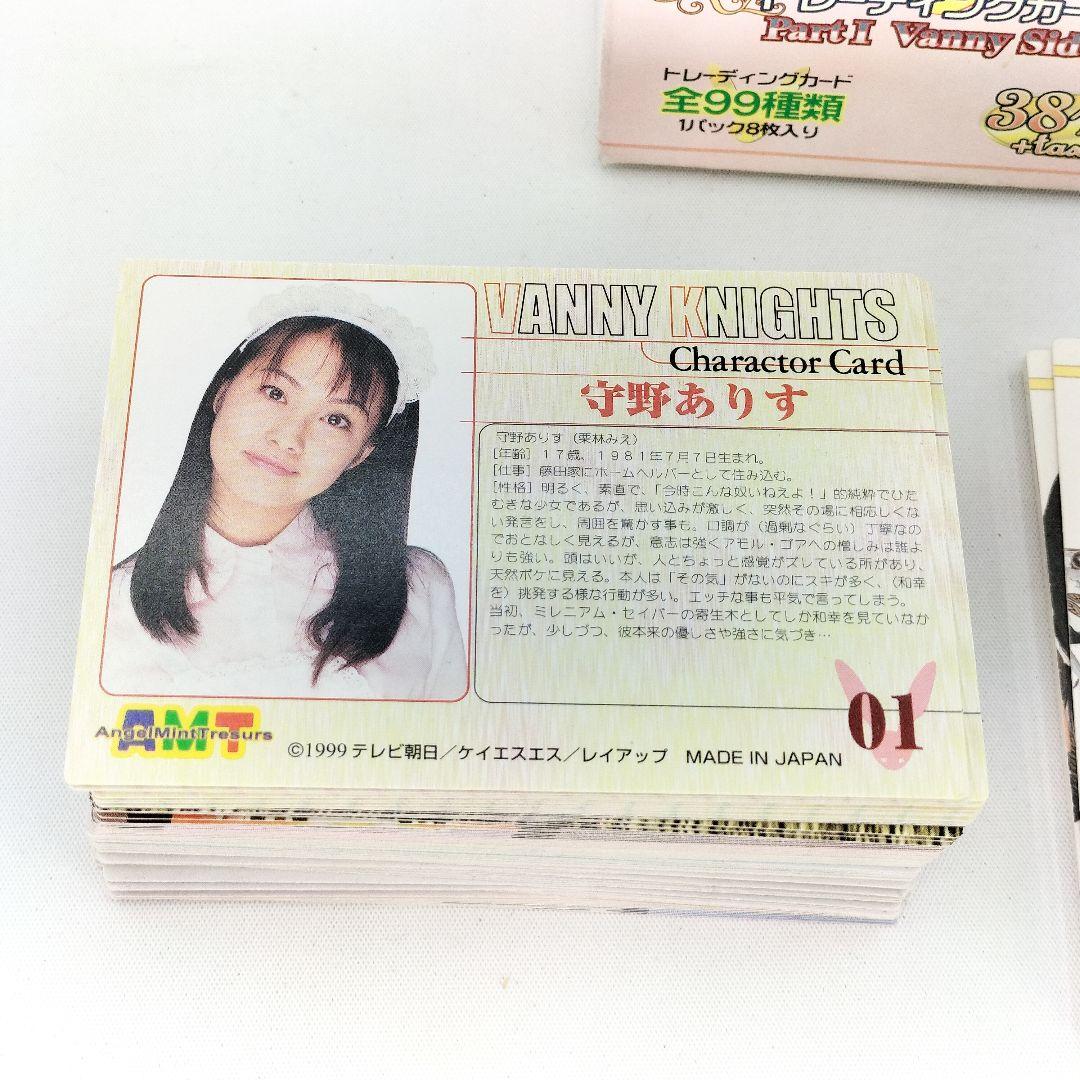 トレーディングカー
Part I Vanny Sid
トレーディングカード
全99種類
1パック8枚入り
38
+tax
VANNY KNIGHTS
Charactor Card
守野ありす
守野ありす（栗林みえ）
[年齢] １７歳、１９８１年７月７日生まれ。
[仕事] 藤田家にホームヘルパーとして住み込む。
[性格] 明るく、素直で、「今時こんな奴いねえよ！」的純粋でひた
むきな少女であるが、思い込みが激しく、突然その場に相応しくな
い発言をし、周囲を驚かす事も。口調が（過剰なぐらい）丁寧なの
でおとなしく見えるが、意志は強くアモル・ゴアへの憎しみは誰よ
りも強い。頭はいいが、人とちょっと感覚がズレている所があり、
天然ボケに見える。本人は「その気」がないのにスキが多く、（和幸
を）挑発する様な行動が多い。エッチな事も平気で言ってしまう。
当初、ミレニアム・セイバーの寄生木としてしか和幸を見ていなか
ったが、少しづつ、彼本来の優しさや強さに気づき…
AMT
AngelMintTresurs
©1999 テレビ朝日／ケイエスエス／レイアップ MADE IN JAPAN
01